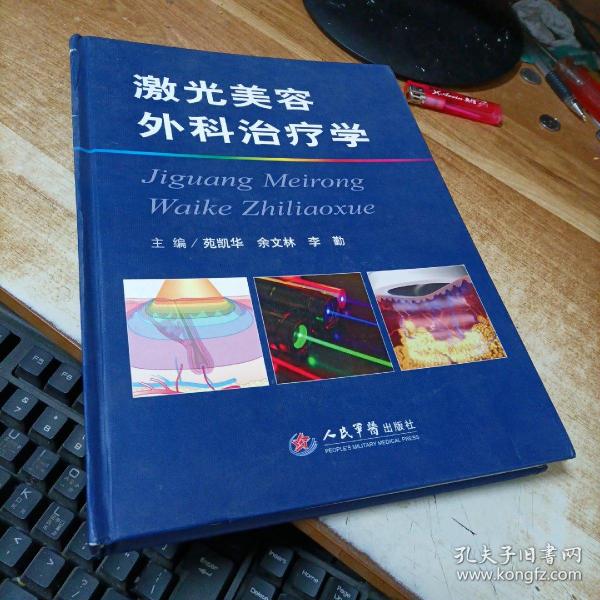 激光美容
外科治疗学
Jiguang Meirong
Waike Zhiliaoxue
主 编/苑凯华 余文林 李 勤
人民军医出版社
PEOPLE'S MILITARY MEDICAL PRESS
孔夫子旧书网
www.kongfz.com